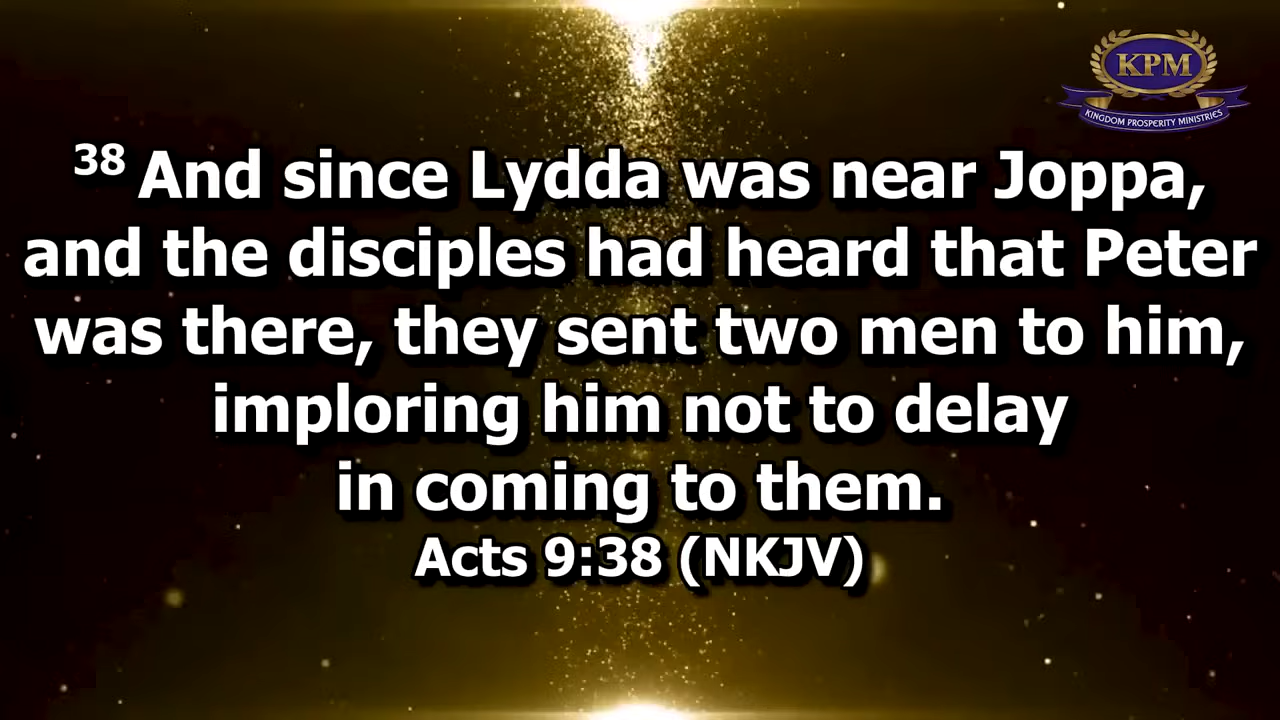 KPM
KINGDOM PROSPERITY MINISTRIES
38 And since Lydda was near Joppa,
and the disciples had heard that Peter
was there, they sent two men to him,
imploring him not to delay
in coming to them.
Acts 9:38 (NKJV)